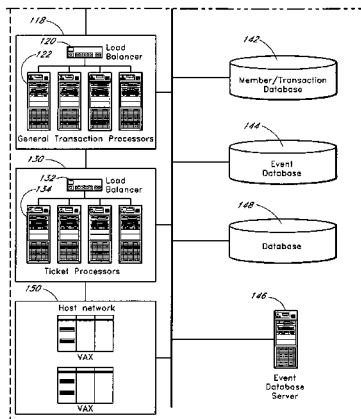 118
120
Load
Balancer
122
General Transaction Processors
130
132
Load
Balancer
134
Ticket Processors
150
Host network
VAX
VAX
142
Member/Transaction
Database
144
Event
Database
148
Database
146
Event
Database
Server